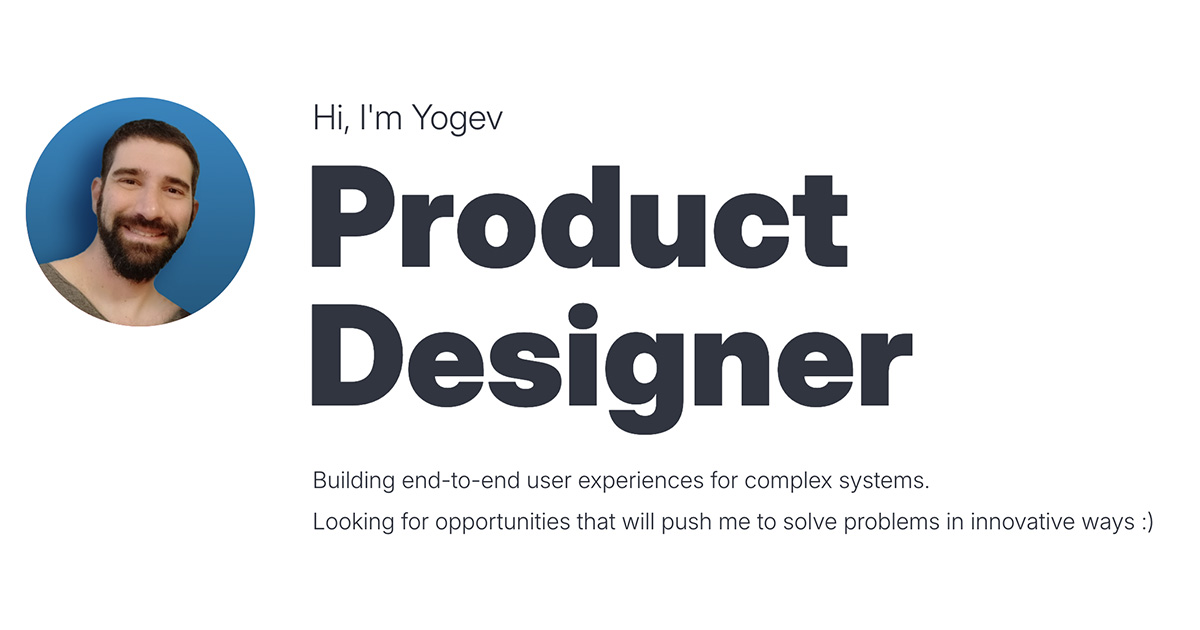 Hi, I'm Yogev
Product
Designer
Building end-to-end user experiences for complex systems.
Looking for opportunities that will push me to solve problems in innovative ways :)